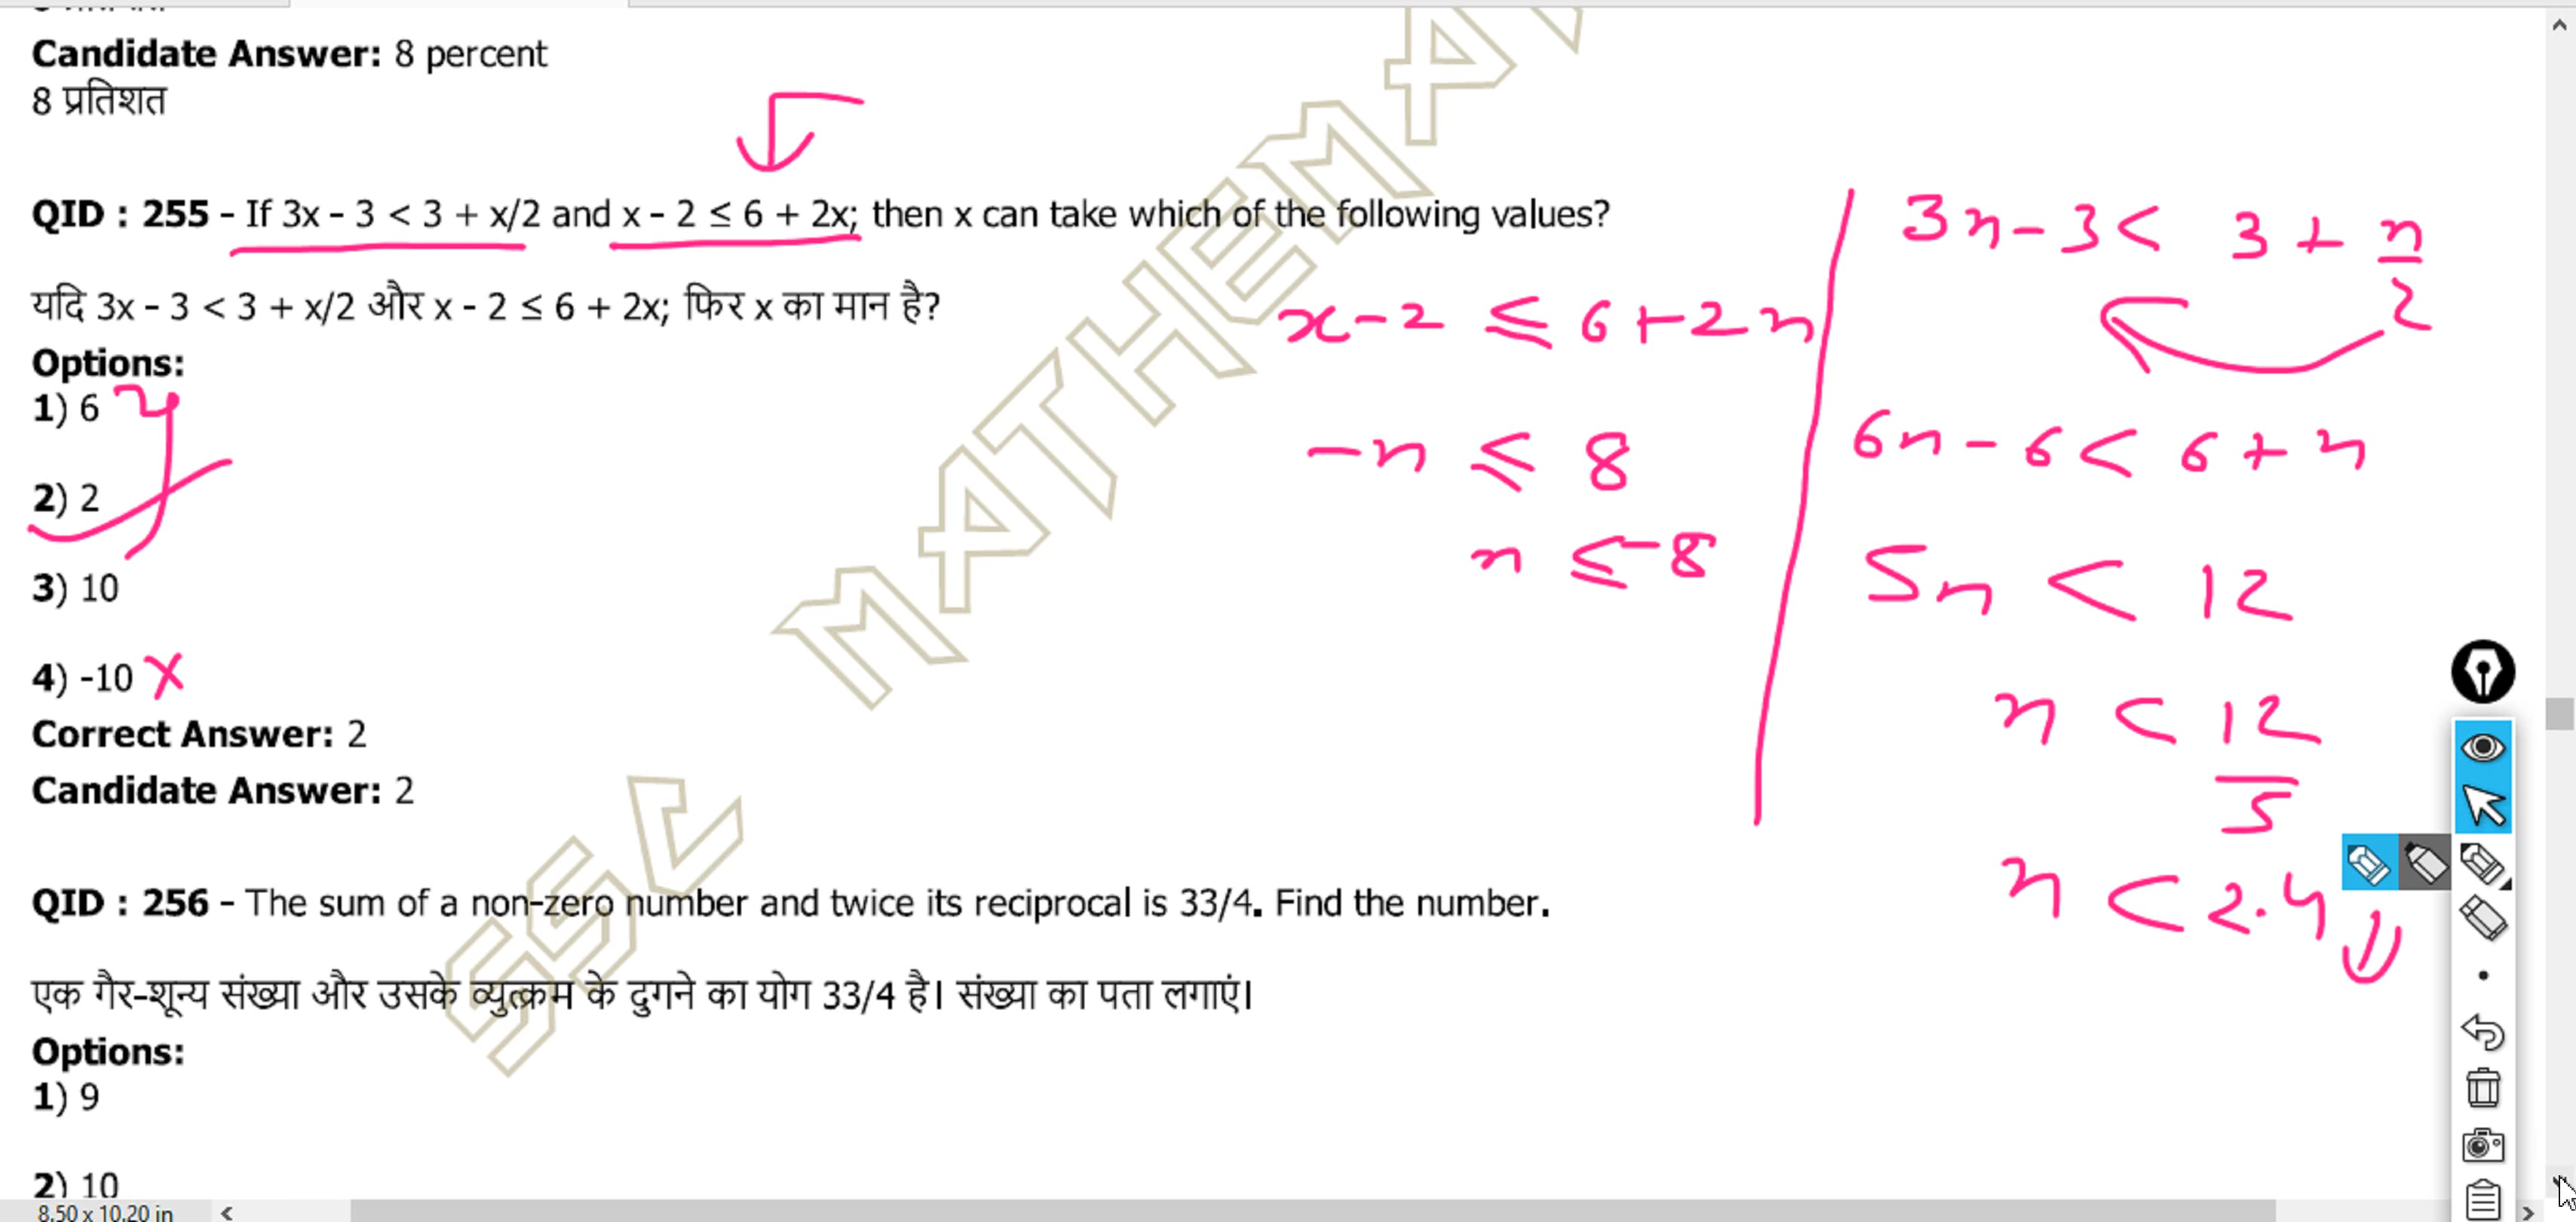 Candidate Answer: 8 percent
8 प्रतिशत
QID : 255 - If 3x - 3 < 3 + x/2 and x - 2 ≤ 6 + 2x; then x can take which of the following values?
यदि 3x - 3 < 3 + x/2 और x - 2 ≤ 6 + 2x; फिर x का मान है?
Options:
1) 6
2) 2
3) 10
4) -10
Correct Answer: 2
Candidate Answer: 2
x-2 ≤ 6+2x
-x ≤ 8
x ≤ -8
3x-3 < 3 + x/2
6x - 6 < 6 + x
5x < 12
x < 12/5
x < 2.4
QID : 256 - The sum of a non-zero number and twice its reciprocal is 33/4. Find the number.
एक गैर-शून्य संख्या और उसके व्युत्क्रम के दुगने का योग 33/4 है। संख्या का पता लगाएं।
Options:
1) 9
2) 10
SSC MATHEMA
8.50 x 10.20 in